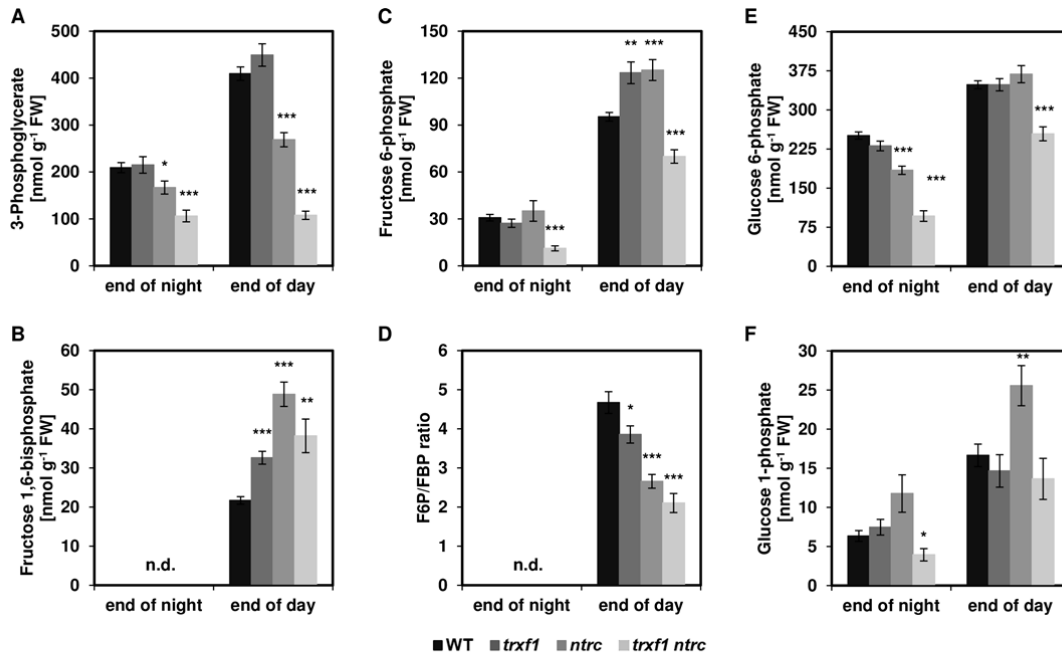 A
3-Phosphoglycerate
[nmol g⁻¹ FW]
500
400
300
200
100
0
*
***
***
***
end of night
end of day
C
Fructose 6-phosphate
[nmol g⁻¹ FW]
150
120
90
60
30
0
***
**
***
***
end of night
end of day
E
Glucose 6-phosphate
[nmol g⁻¹ FW]
450
375
300
225
150
75
0
***
***
***
end of night
end of day
B
Fructose 1,6-bisphosphate
[nmol g⁻¹ FW]
60
50
40
30
20
10
0
n.d.
***
***
**
end of night
end of day
D
F6P/FBP ratio
6
5
4
3
2
1
0
n.d.
*
***
***
end of night
end of day
F
Glucose 1-phosphate
[nmol g⁻¹ FW]
30
25
20
15
10
5
0
*
**
end of night
end of day
WT trxf1 ntrc trxf1 ntrc